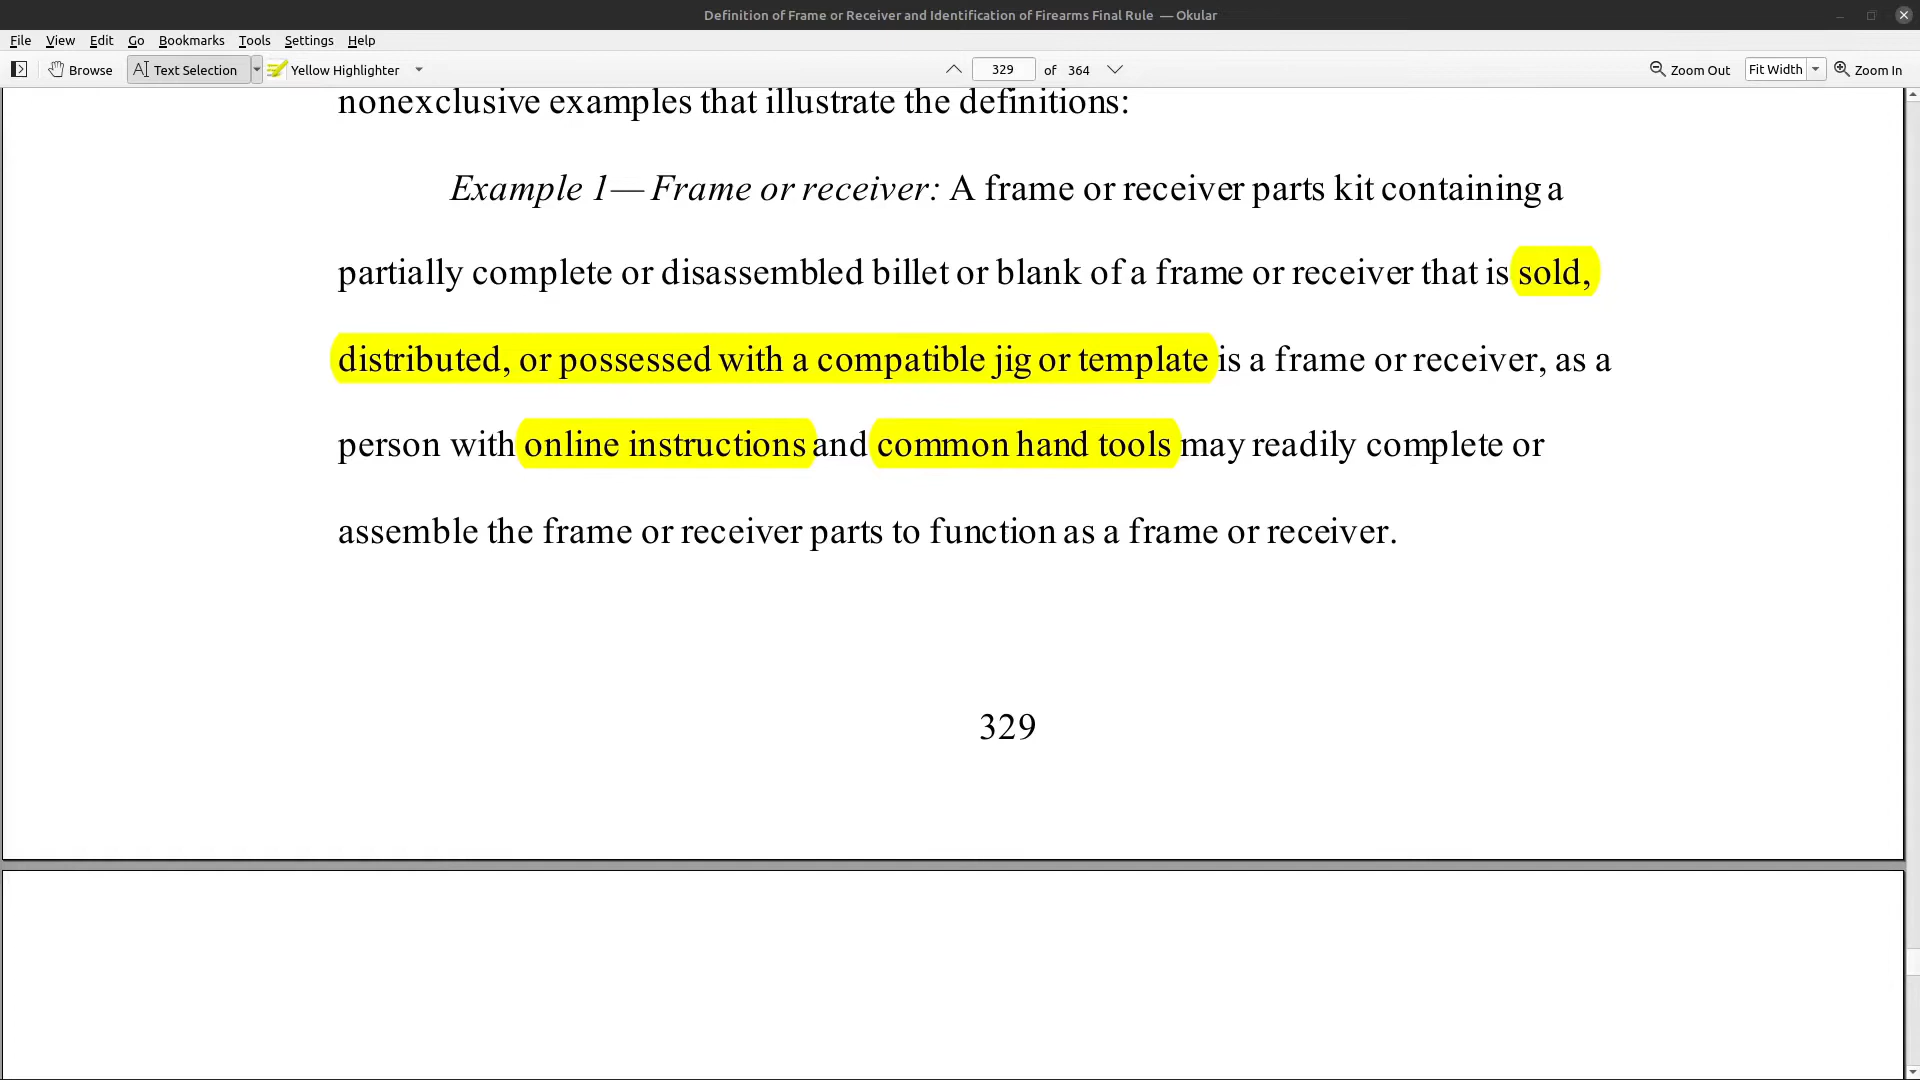 Definition of Frame or Receiver and Identification of Firearms Final Rule — Okular
File View Edit Go Bookmarks Tools Settings Help
Browse Text Selection Yellow Highlighter 329 of 364 Zoom Out Fit Width Zoom In
nonexclusive examples that illustrate the definitions:
Example 1— Frame or receiver: A frame or receiver parts kit containing a
partially complete or disassembled billet or blank of a frame or receiver that is sold,
distributed, or possessed with a compatible jig or template is a frame or receiver, as a
person with online instructions and common hand tools may readily complete or
assemble the frame or receiver parts to function as a frame or receiver.
329